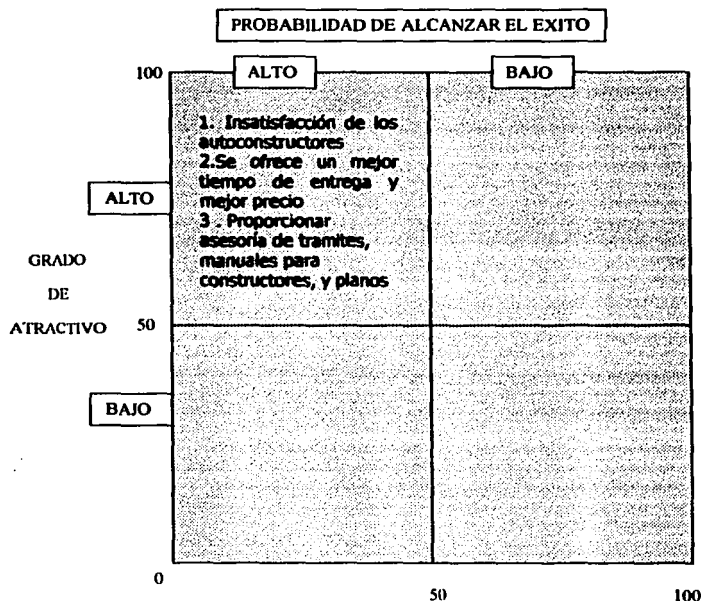 PROBABILIDAD DE ALCANZAR EL EXITO
ALTO
BAJO
100
1. Insatisfacción de los
autoconstructores
2.Se ofrece un mejor
tiempo de entrega y
mejor precio
3 . Proporcionar
asesoría de tramites,
manuales para
constructores, y planos
ALTO
GRADO
DE
ATRACTIVO
50
BAJO
0
50
100